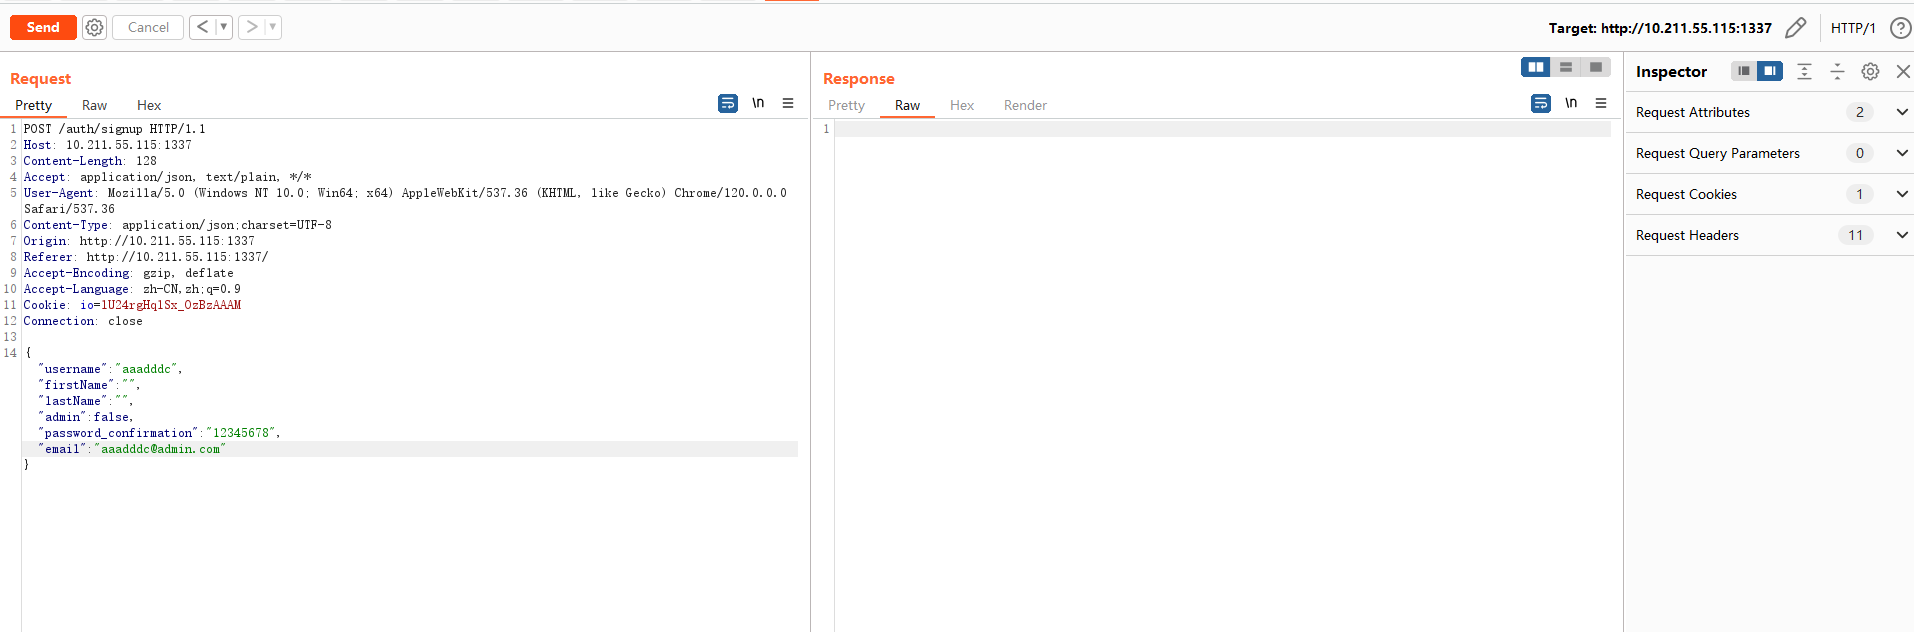 Send Cancel < > Target: http://10.211.55.115:1337 HTTP/1 ?
Request
Pretty Raw Hex \n
1 POST /auth/signup HTTP/1.1
2 Host: 10.211.55.115:1337
3 Content-Length: 128
4 Accept: application/json, text/plain, */*
5 User-Agent: Mozilla/5.0 (Windows NT 10.0; Win64; x64) AppleWebKit/537.36 (KHTML, like Gecko) Chrome/120.0.0.0
Safari/537.36
6 Content-Type: application/json;charset=UTF-8
7 Origin: http://10.211.55.115:1337
8 Referer: http://10.211.55.115:1337/
9 Accept-Encoding: gzip, deflate
10 Accept-Language: zh-CN,zh;q=0.9
11 Cookie: io=lU24rgHqlSx_OzBzAAAM
12 Connection: close
13
14 {
"username":"aaadddc",
"firstName":"",
"lastName":"",
"admin":false,
"password_confirmation":"12345678",
"email":"aaadddc@admin.com"
}
Response
Pretty Raw Hex Render \n
1
Inspector
Request Attributes 2
Request Query Parameters 0
Request Cookies 1
Request Headers 11